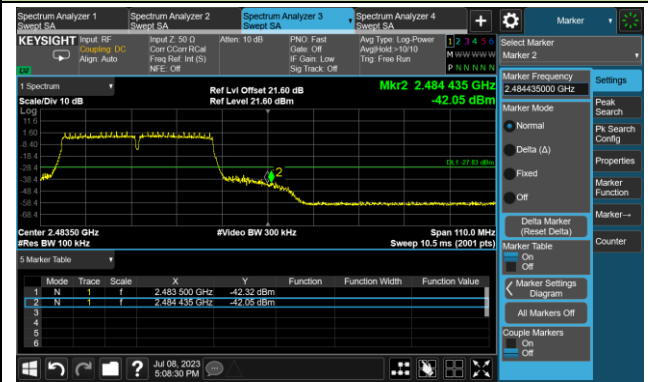 Spectrum Analyzer 1
Swept SA
Spectrum Analyzer 2
Swept SA
Spectrum Analyzer 3
Swept SA
Spectrum Analyzer 4
Swept SA
+
Marker
KEYSIGHT
Input: RF
Coupling: DC
Align: Auto
Input Z: 50 Ω
Corr CCorr RCal
Freq Ref: Int (S)
NFE: Off
Atten: 10 dB
PNO: Fast
Gate: Off
IF Gain: Low
Sig Track: Off
Avg Type: Log-Power
Avg|Hold:>10/10
Trig: Free Run
1 2 3 4 5 6
M W W W W W
P N N N N N
Select Marker
Marker 2
1 Spectrum
Ref Lvl Offset 21.60 dB
Mkr2 2.484 435 GHz
Scale/Div 10 dB
Ref Level 21.60 dBm
-42.05 dBm
Log
11.6
1.60
-8.40
-18.4
-28.4
-38.4
-48.4
-58.4
-68.4
DL1 -27.83 dBm
2
Center 2.48350 GHz
#Video BW 300 kHz
Span 110.0 MHz
#Res BW 100 kHz
Sweep 10.5 ms (2001 pts)
5 Marker Table
Mode Trace Scale X Y Function Function Width Function Value
1 N 1 f 2.483 500 GHz -42.32 dBm
2 N 1 f 2.484 435 GHz -42.05 dBm
3
4
5
6
Marker Frequency
2.484435000 GHz
Marker Mode
Normal
Delta (Δ)
Fixed
Off
Delta Marker
(Reset Delta)
Marker Table
On
Off
Marker Settings
Diagram
All Markers Off
Couple Markers
On
Off
Settings
Peak
Search
Pk Search
Config
Properties
Marker
Function
Marker→
Counter
?
Jul 08, 2023
5:08:30 PM